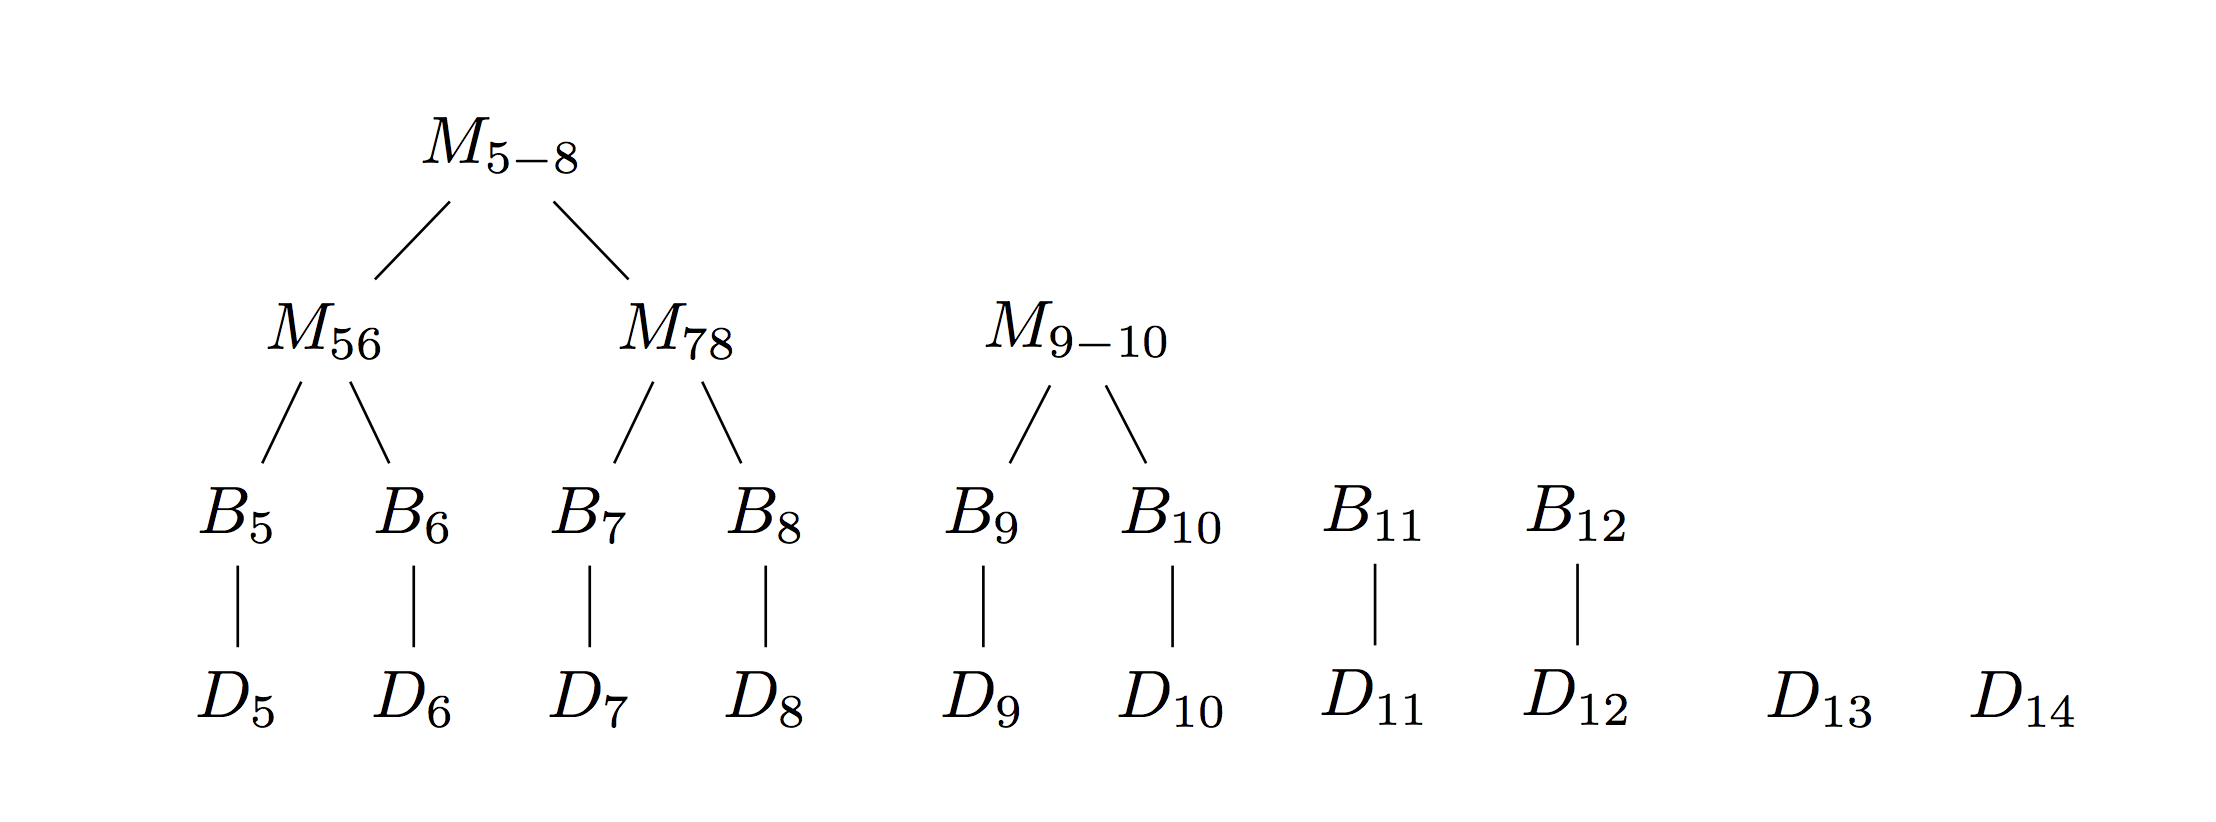 M₅₋₈
M₅₆ M₇₈ M₉₋₁₀
B₅ B₆ B₇ B₈ B₉ B₁₀ B₁₁ B₁₂
D₅ D₆ D₇ D₈ D₉ D₁₀ D₁₁ D₁₂ D₁₃ D₁₄